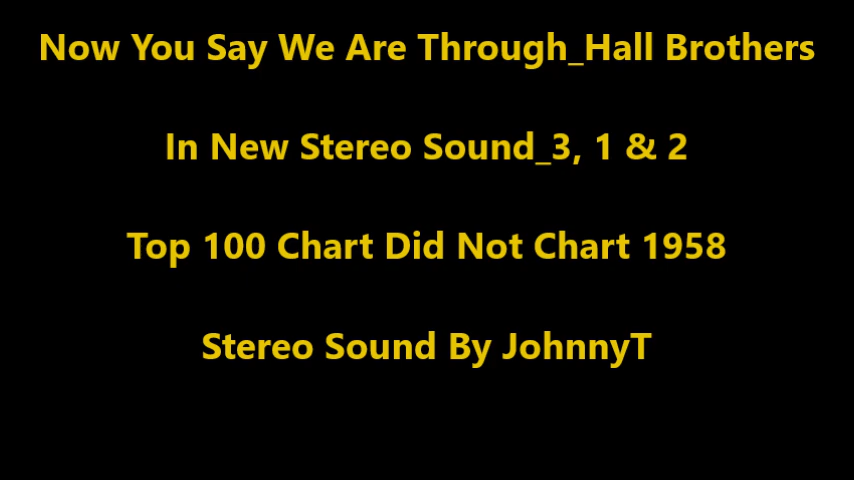 Now You Say We Are Through_Hall Brothers
In New Stereo Sound_3, 1 & 2
Top 100 Chart Did Not Chart 1958
Stereo Sound By JohnnyT